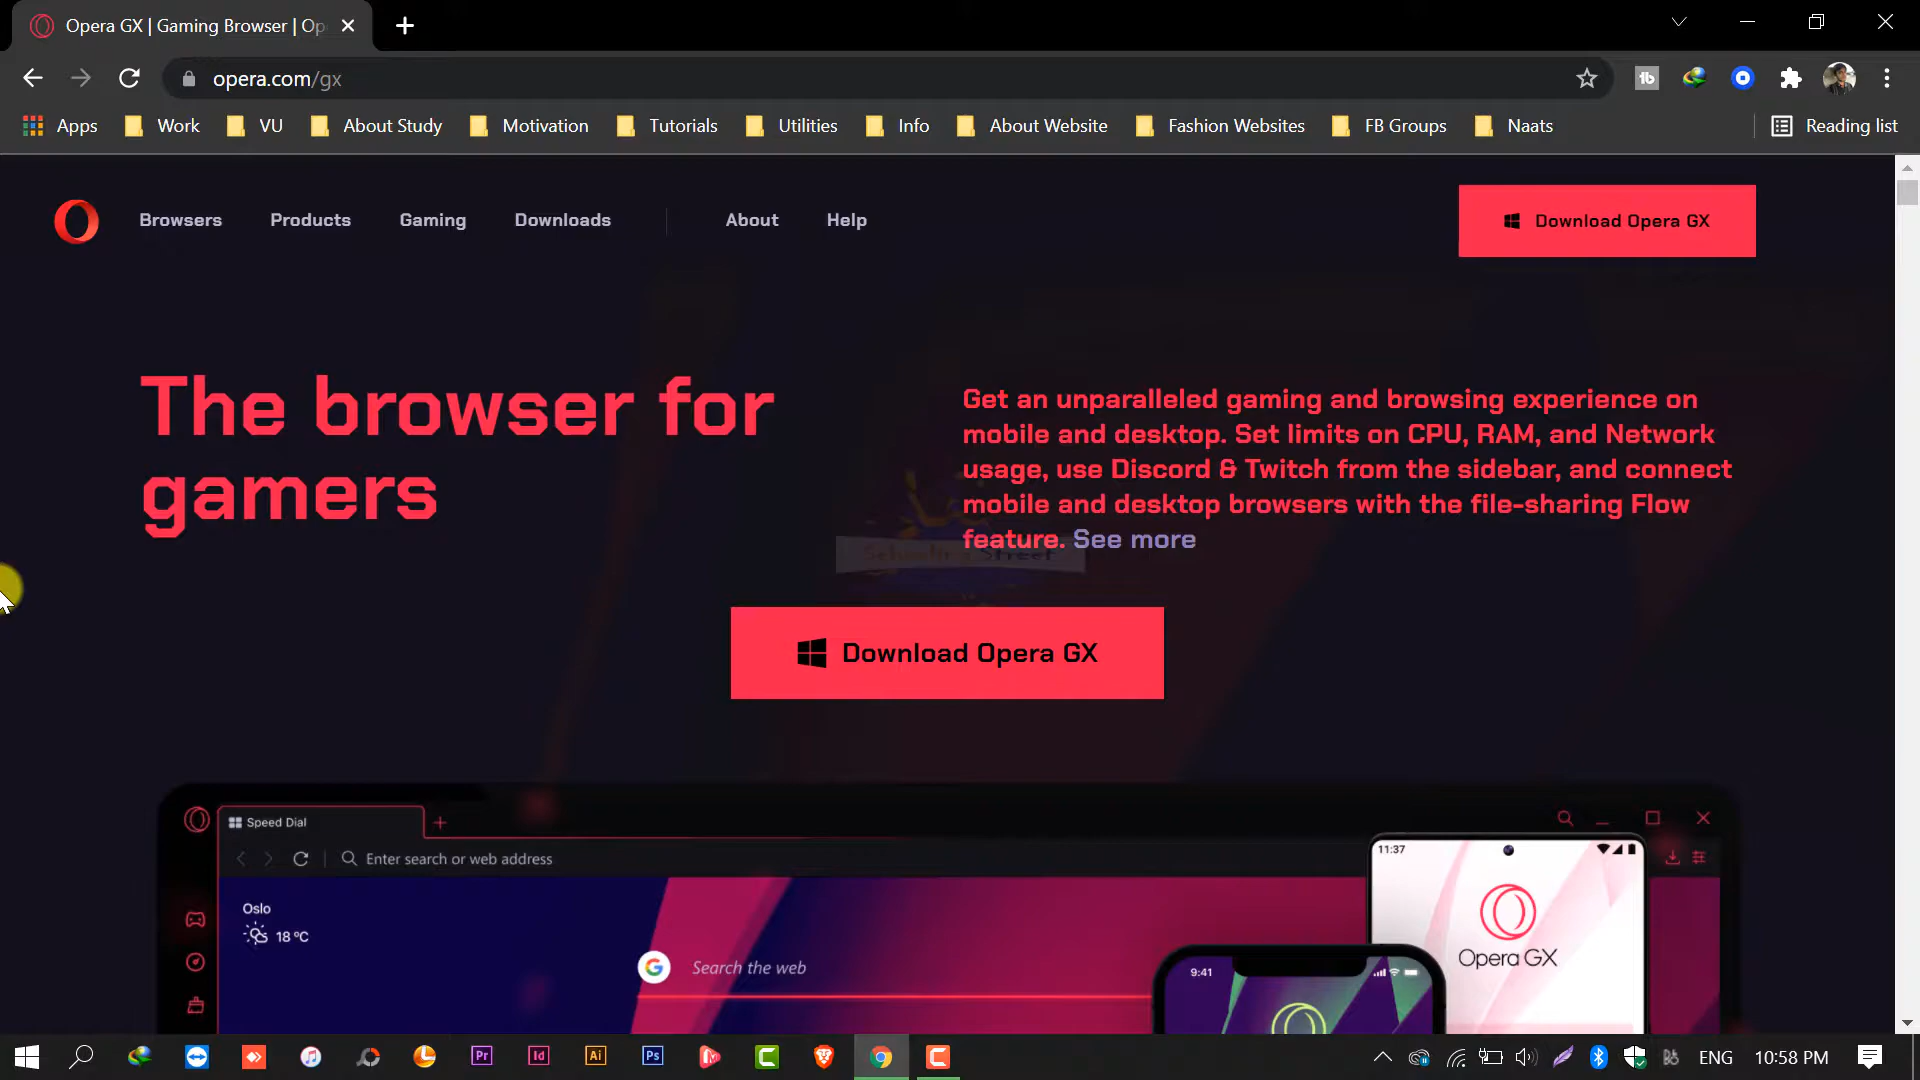 Opera GX | Gaming Browser | Op
opera.com/gx
Apps
Work
VU
About Study
Motivation
Tutorials
Utilities
Info
About Website
Fashion Websites
FB Groups
Naats
Reading list
Browsers
Products
Gaming
Downloads
About
Help
Download Opera GX
The browser for
gamers
Get an unparalleled gaming and browsing experience on
mobile and desktop. Set limits on CPU, RAM, and Network
usage, use Discord & Twitch from the sidebar, and connect
mobile and desktop browsers with the file-sharing Flow
feature. See more
Download Opera GX
Speed Dial
Enter search or web address
11:37
Oslo
18 °C
Search the web
Opera GX
9:41
Pr
Id
Ai
Ps
ENG
10:58 PM